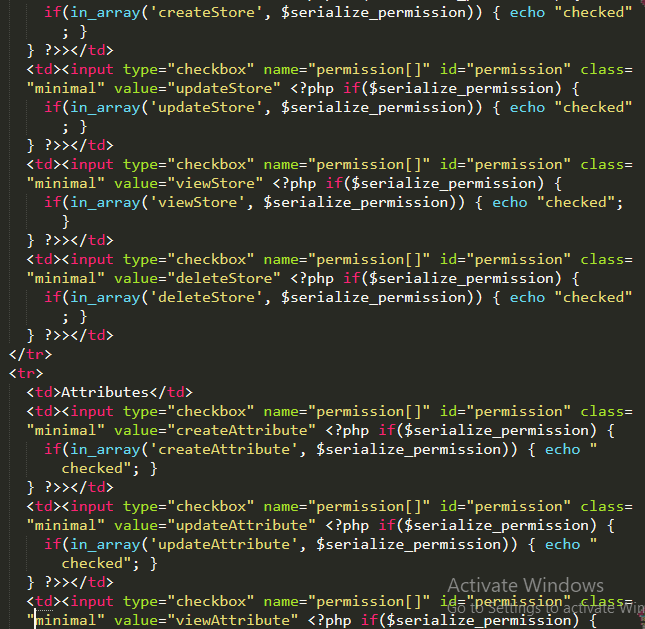 if(in_array('createStore', $serialize_permission)) { echo "checked"
; }
} ?>></td>
<td><input type="checkbox" name="permission[]" id="permission" class=
"minimal" value="updateStore" <?php if($serialize_permission) {
if(in_array('updateStore', $serialize_permission)) { echo "checked"
; }
} ?>></td>
<td><input type="checkbox" name="permission[]" id="permission" class=
"minimal" value="viewStore" <?php if($serialize_permission) {
if(in_array('viewStore', $serialize_permission)) { echo "checked";
}
} ?>></td>
<td><input type="checkbox" name="permission[]" id="permission" class=
"minimal" value="deleteStore" <?php if($serialize_permission) {
if(in_array('deleteStore', $serialize_permission)) { echo "checked"
; }
} ?>></td>
</tr>
<tr>
<td>Attributes</td>
<td><input type="checkbox" name="permission[]" id="permission" class=
"minimal" value="createAttribute" <?php if($serialize_permission) {
if(in_array('createAttribute', $serialize_permission)) { echo "
checked"; }
} ?>></td>
<td><input type="checkbox" name="permission[]" id="permission" class=
"minimal" value="updateAttribute" <?php if($serialize_permission) {
if(in_array('updateAttribute', $serialize_permission)) { echo "
checked"; }
} ?>></td>
<td><input type="checkbox" name="permission[]" id="permission" class=
"minimal" value="viewAttribute" <?php if($serialize_permission) {
Activate Windows
Go to Settings to activate Win